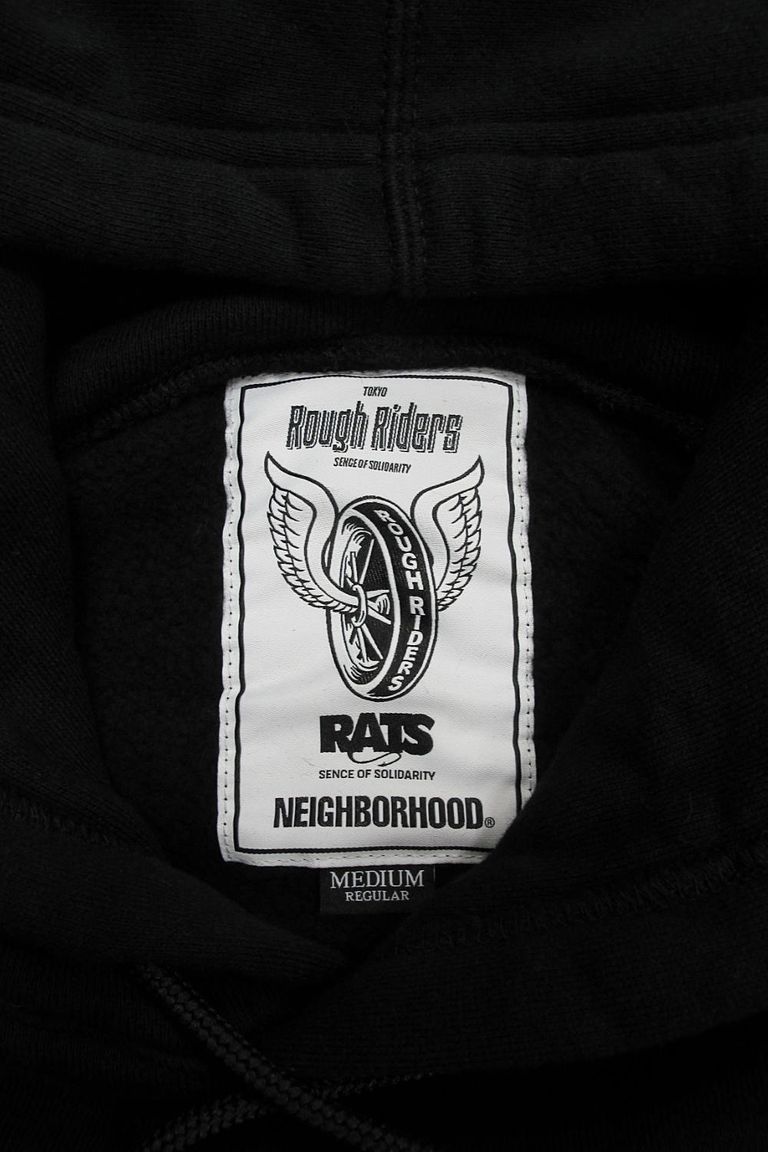 TOKYO
Rough Riders
SENCE OF SOLIDARITY
ROUGH RIDERS
RATS
SENCE OF SOLIDARITY
NEIGHBORHOOD®
MEDIUM
REGULAR